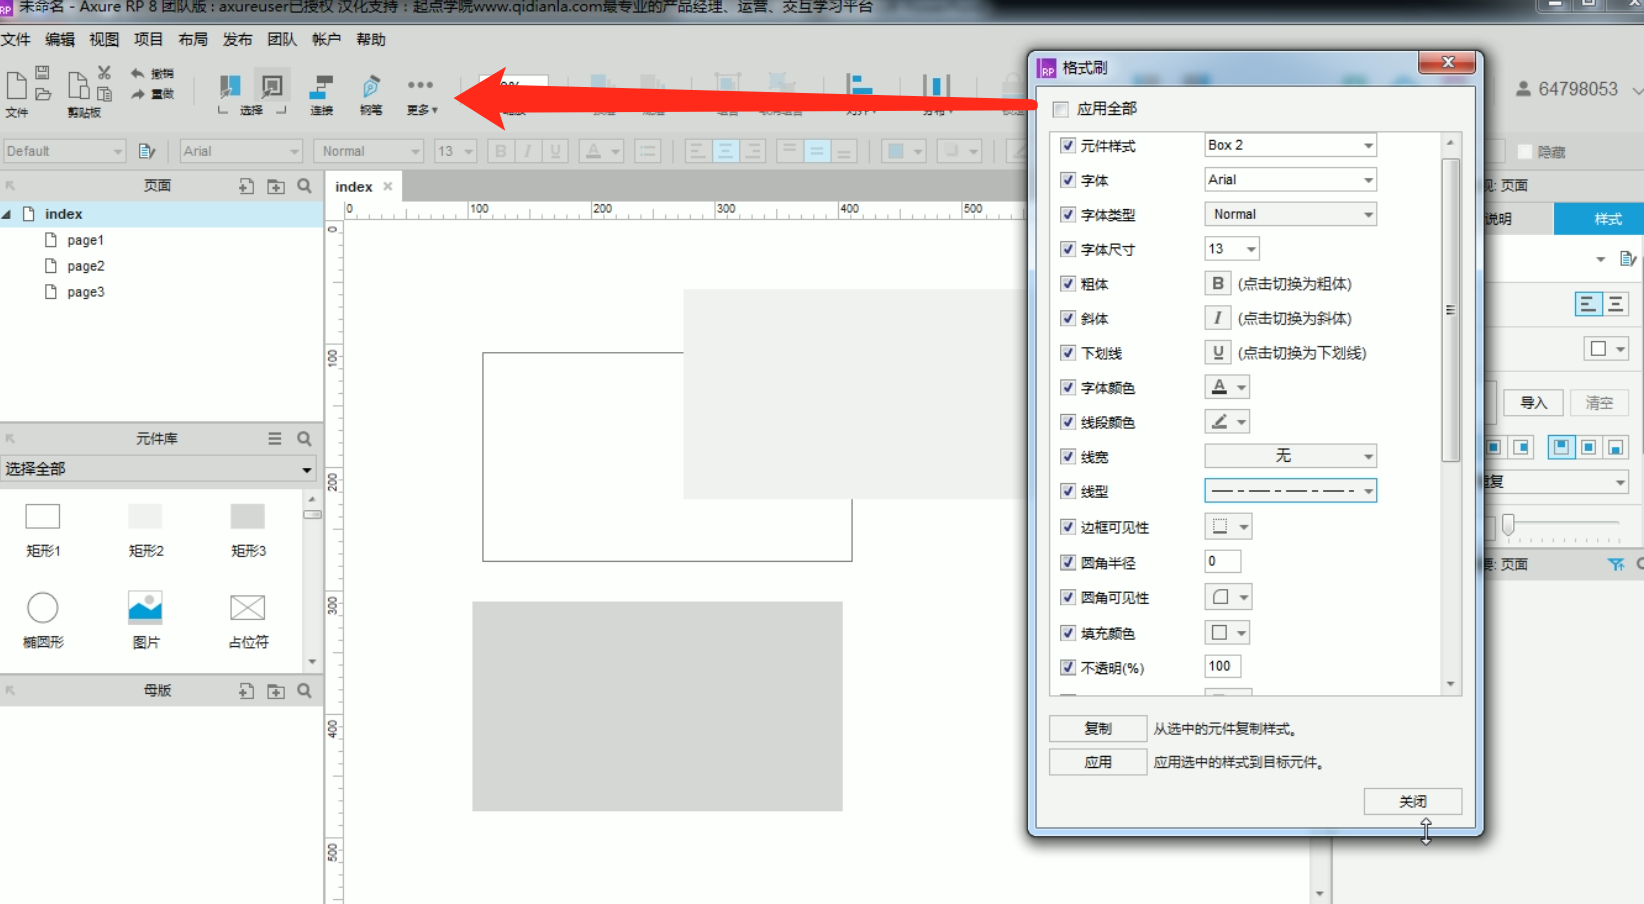 未命名 - Axure RP 8 团队版 : axureuser已授权 汉化支持：起点学院www.qidianla.com最专业的产品经理、运营、交互学习平台
文件 编辑 视图 项目 布局 发布 团队 帐户 帮助
撤销
重做
文件 剪贴板 选择 连接 钢笔 更多
64798053
Default Arial Normal 13 B I U A 隐藏
页面
index
page1
page2
page3
元件库
选择全部
矩形1 矩形2 矩形3
椭圆形 图片 占位符
母版
index
0 100 200 300 400 500
0
100
200
300
400
500
RP 格式刷
应用全部
元件样式 Box 2
字体 Arial
字体类型 Normal
字体尺寸 13
粗体 B (点击切换为粗体)
斜体 I (点击切换为斜体)
下划线 U (点击切换为下划线)
字体颜色 A
线段颜色
线宽 无
线型
边框可见性
圆角半径 0
圆角可见性
填充颜色
不透明(%) 100
复制 从选中的元件复制样式。
应用 应用选中的样式到目标元件。
关闭
: 页面
说明 样式
导入 清空
复
: 页面